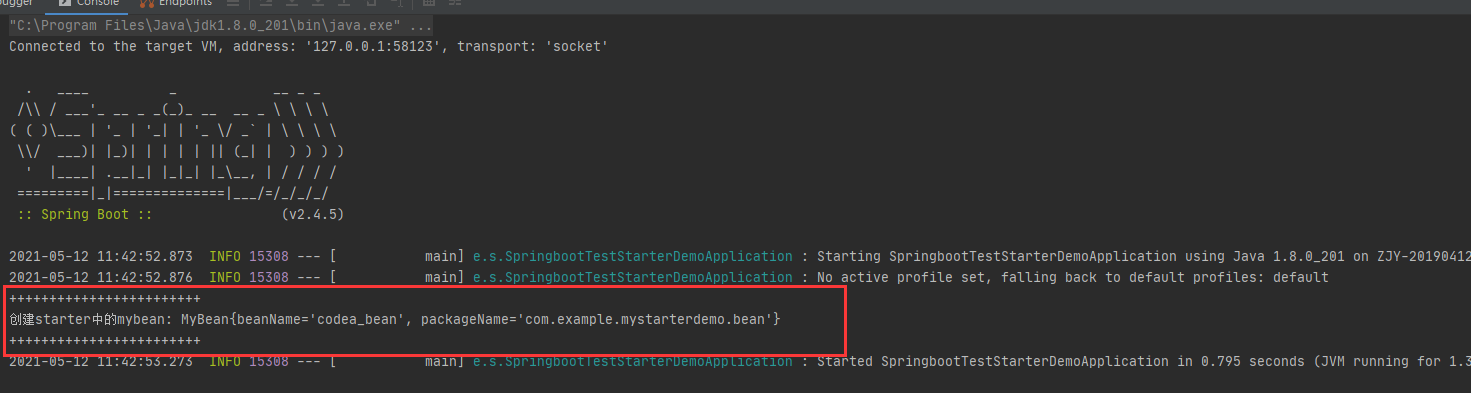 ougger Console Endpoints
"C:\Program Files\Java\jdk1.8.0_201\bin\java.exe" ...
Connected to the target VM, address: '127.0.0.1:58123', transport: 'socket'
  .   ____          _            __ _ _
 /\\ / ___'_ __ _ _(_)_ __  __ _ \ \ \ \
( ( )\___ | '_ | '_| | '_ \/ _` | \ \ \ \
 \\/  ___)| |_)| | | | | || (_| |  ) ) ) )
  '  |____| .__|_| |_|_| |_\__, | / / / /
 =========|_|==============|___/=/_/_/_/
 :: Spring Boot ::                (v2.4.5)
2021-05-12 11:42:52.873  INFO 15308 --- [           main] e.s.SpringbootTestStarterDemoApplication : Starting SpringbootTestStarterDemoApplication using Java 1.8.0_201 on ZJY-20190412
2021-05-12 11:42:52.876  INFO 15308 --- [           main] e.s.SpringbootTestStarterDemoApplication : No active profile set, falling back to default profiles: default
++++++++++++++++++++++++
创建starter中的mybean: MyBean{beanName='codea_bean', packageName='com.example.mystarterdemo.bean'}
++++++++++++++++++++++++
2021-05-12 11:42:53.273  INFO 15308 --- [           main] e.s.SpringbootTestStarterDemoApplication : Started SpringbootTestStarterDemoApplication in 0.795 seconds (JVM running for 1.3